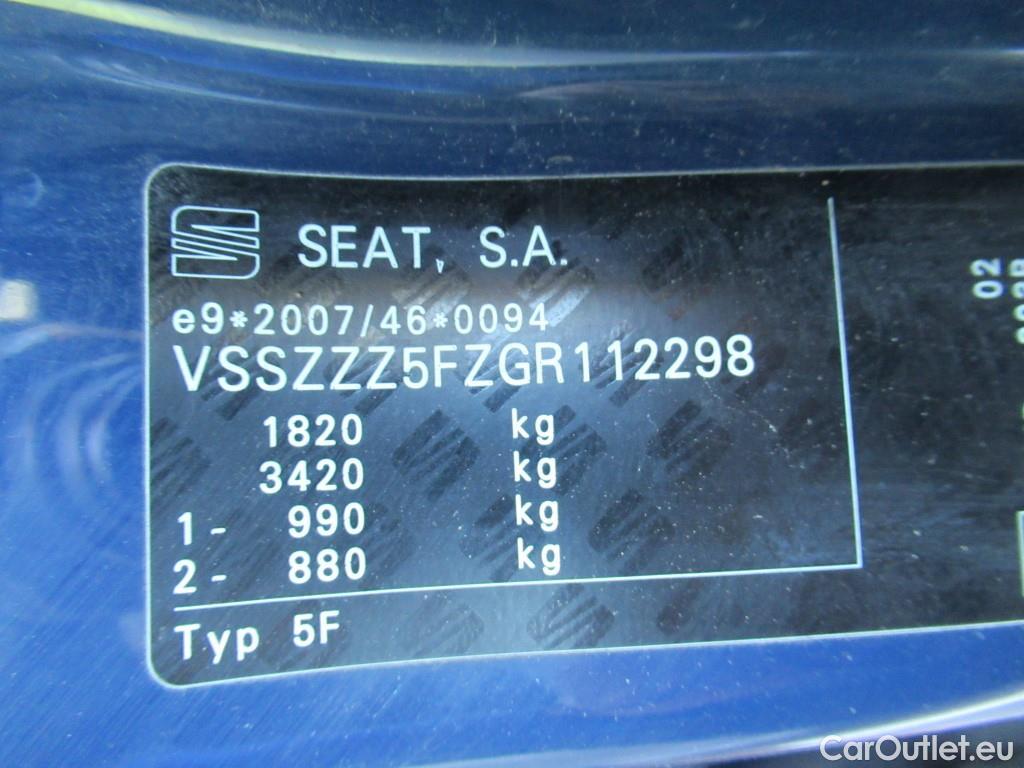 SEAT, S.A.
e9*2007/46*0094
VSSZZZ5FZGR112298
1820 kg
3420 kg
1- 990 kg
2- 880 kg
Typ 5F
02
CarOutlet.eu